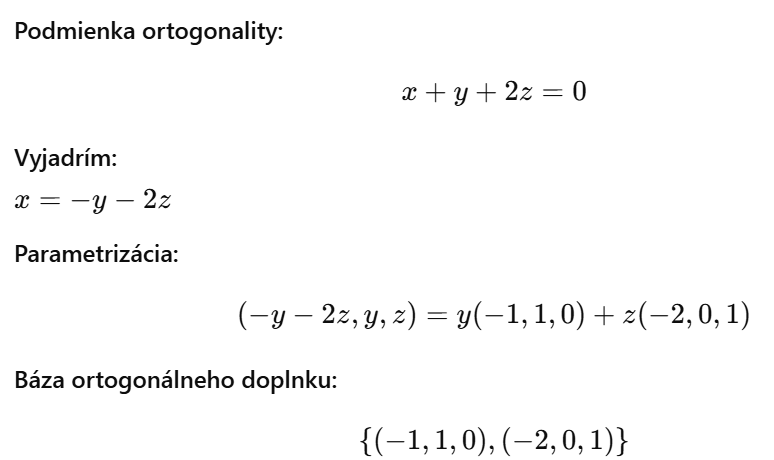 Podmienka ortogonality:
x + y + 2z = 0
Vyjadrím:
x = −y − 2z
Parametrizácia:
(−y − 2z, y, z) = y(−1, 1, 0) + z(−2, 0, 1)
Báza ortogonálneho doplnku:
{(−1, 1, 0), (−2, 0, 1)}